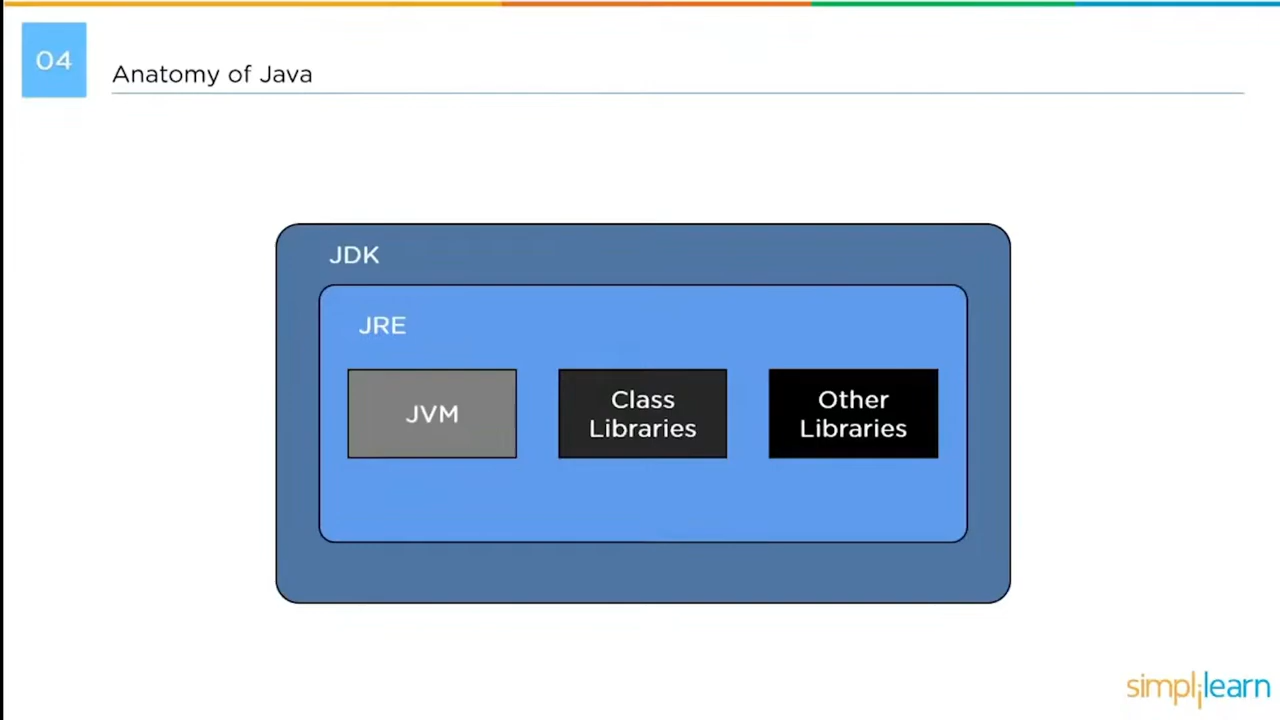 04
Anatomy of Java
JDK
JRE
JVM
Class
Libraries
Other
Libraries
simplilearn